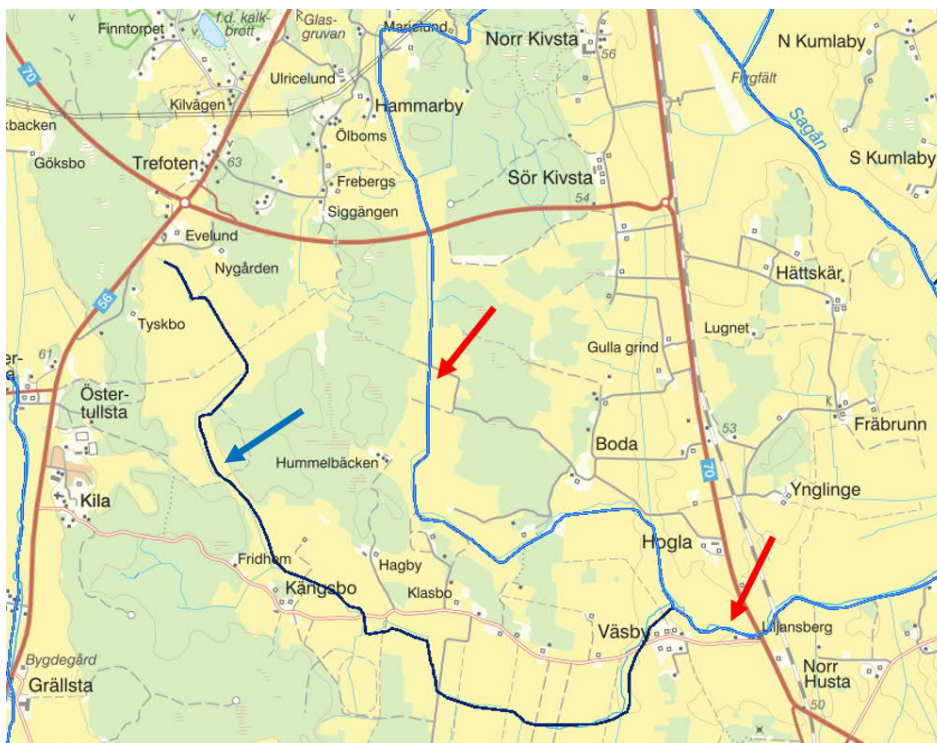 Finntorpet
f.d. kalk-
brott
Glas-
gruvan
Marielund
Norr Kivsta
56
N Kumlaby
70
Ulricelund
Flygfält
Kilvägen
Hammarby
Sagån
Ölboms
Göksbo
Trefoten
63
S Kumlaby
Frebergs
Sör Kivsta
Siggängen
54
Evelund
Nygården
Hättskär
56
Tyskbo
Lugnet
Gulla grind
61
Öster-
tullsta
Fräbrunn
53
Boda
Hummelbäcken
70
Kila
Ynglinge
Hogla
Fridhem
Hagby
Kängsbo
Klasbo
Väsby
Liljansberg
Bygdegård
Norr
Husta
Grällsta
50